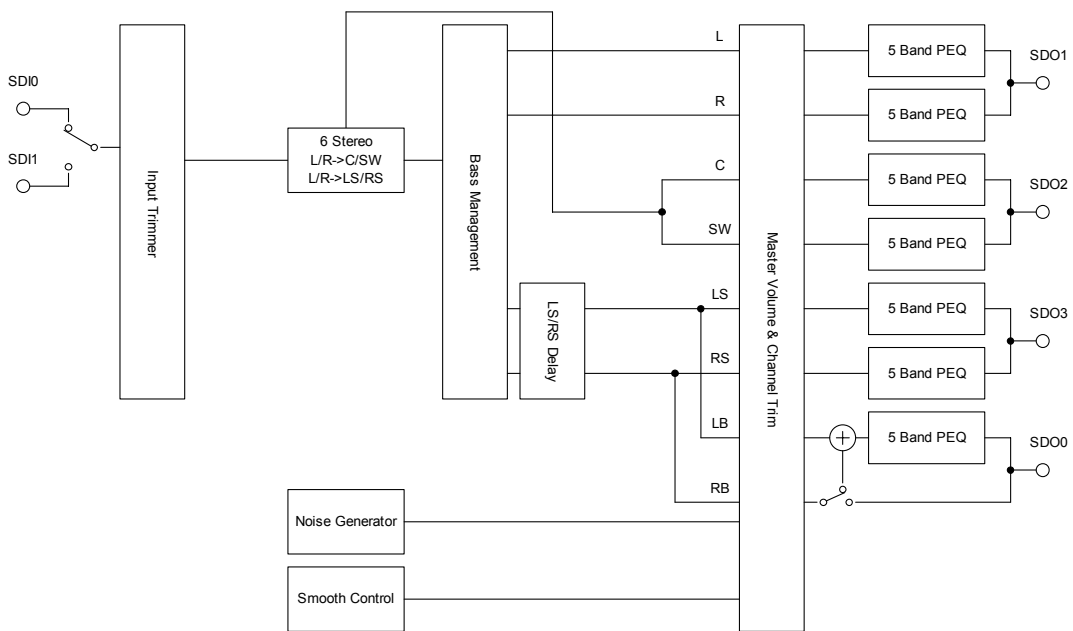 SDI0
SDI1
Input Trimmer
6 Stereo
L/R->C/SW
L/R->LS/RS
Bass Management
LS/RS Delay
L
R
C
SW
LS
RS
LB
RB
Master Volume & Channel Trim
5 Band PEQ
5 Band PEQ
SDO1
5 Band PEQ
5 Band PEQ
SDO2
5 Band PEQ
5 Band PEQ
SDO3
5 Band PEQ
SDO0
Noise Generator
Smooth Control